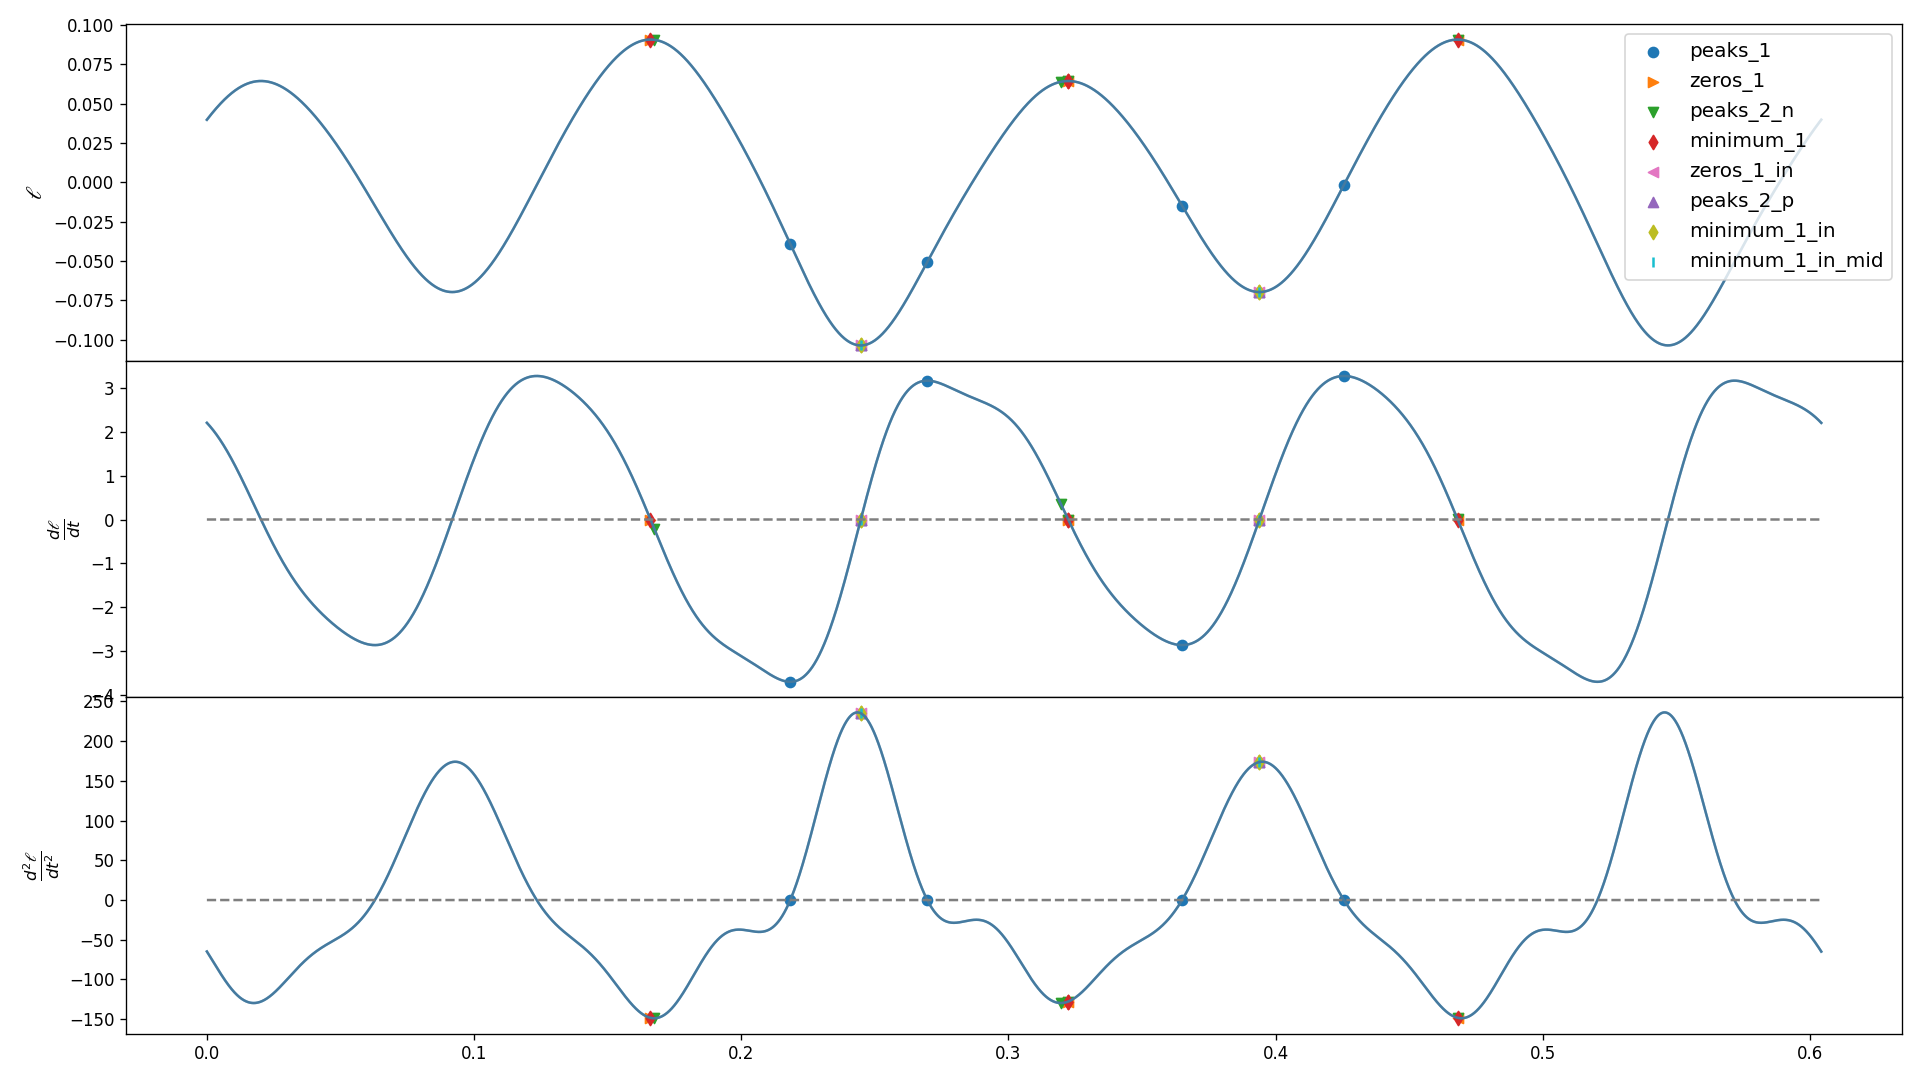 0.100
0.075
0.050
0.025
0.000
−0.025
−0.050
−0.075
−0.100
ℓ
peaks_1
zeros_1
peaks_2_n
minimum_1
zeros_1_in
peaks_2_p
minimum_1_in
minimum_1_in_mid
3
2
1
0
−1
−2
−3
−4
dℓ
dt
250
200
150
100
50
0
−50
−100
−150
d²ℓ
dt²
0.0 0.1 0.2 0.3 0.4 0.5 0.6